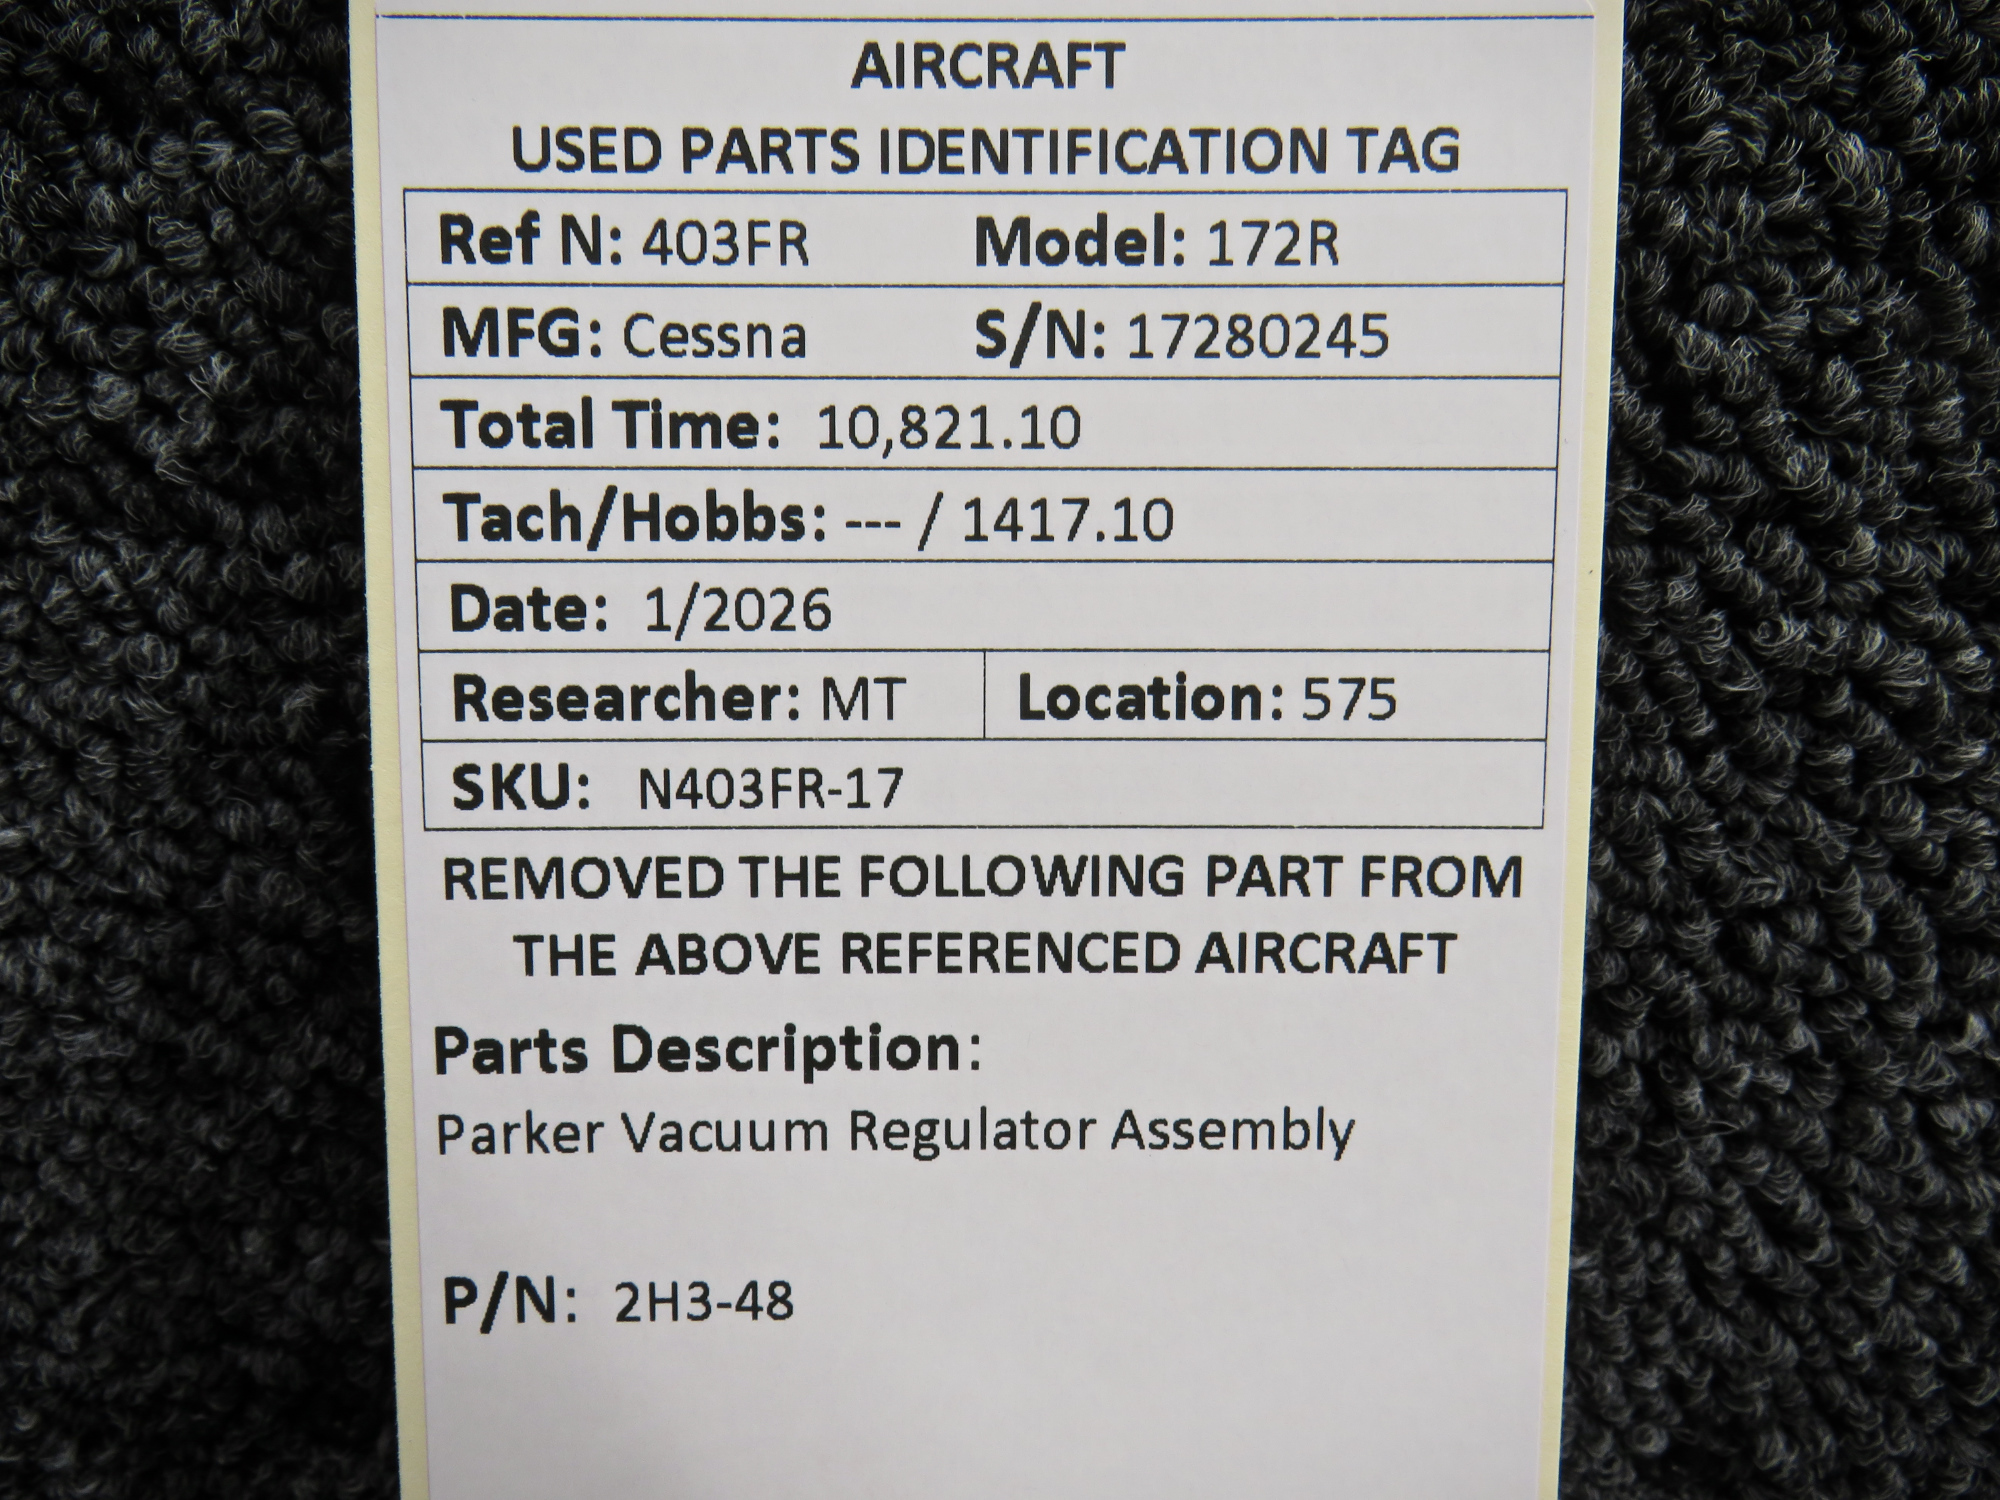 AIRCRAFT
USED PARTS IDENTIFICATION TAG
Ref N: 403FR Model: 172R
MFG: Cessna S/N: 17280245
Total Time: 10,821.10
Tach/Hobbs: --- / 1417.10
Date: 1/2026
Researcher: MT Location: 575
SKU: N403FR-17
REMOVED THE FOLLOWING PART FROM
THE ABOVE REFERENCED AIRCRAFT
Parts Description:
Parker Vacuum Regulator Assembly
P/N: 2H3-48